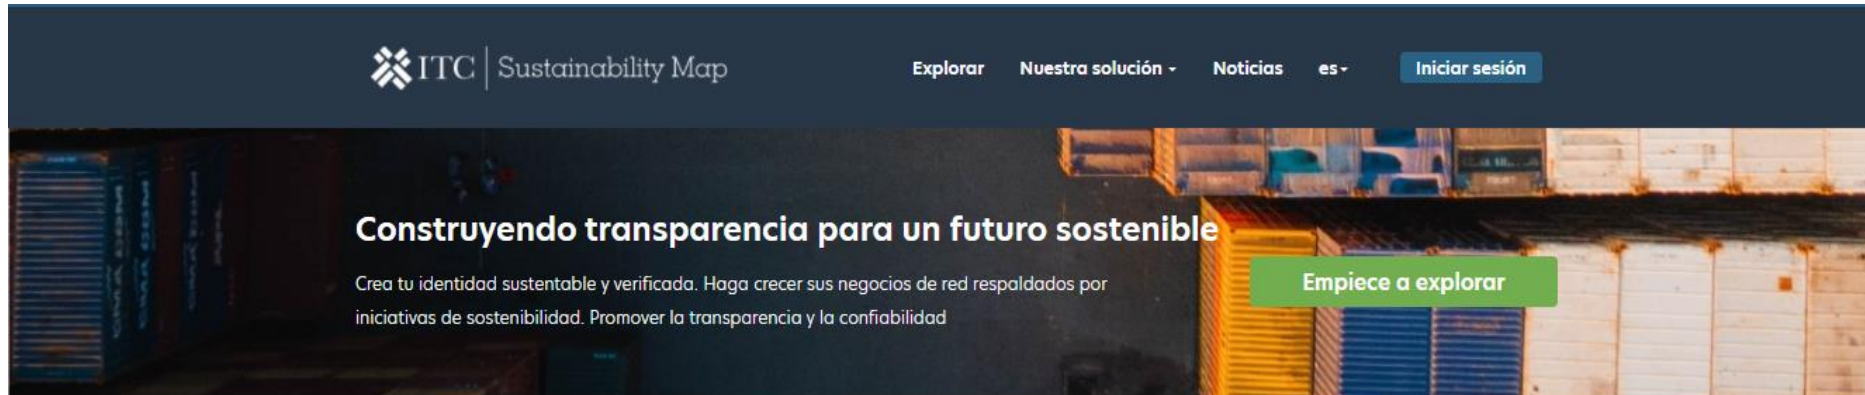 ITC | Sustainability Map
Explorar Nuestra solución Noticias es Iniciar sesión
Construyendo transparencia para un futuro sostenible
Crea tu identidad sustentable y verificada. Haga crecer sus negocios de red respaldados por
iniciativas de sostenibilidad. Promover la transparencia y la confiabilidad
Empiece a explorar
CMA CGM